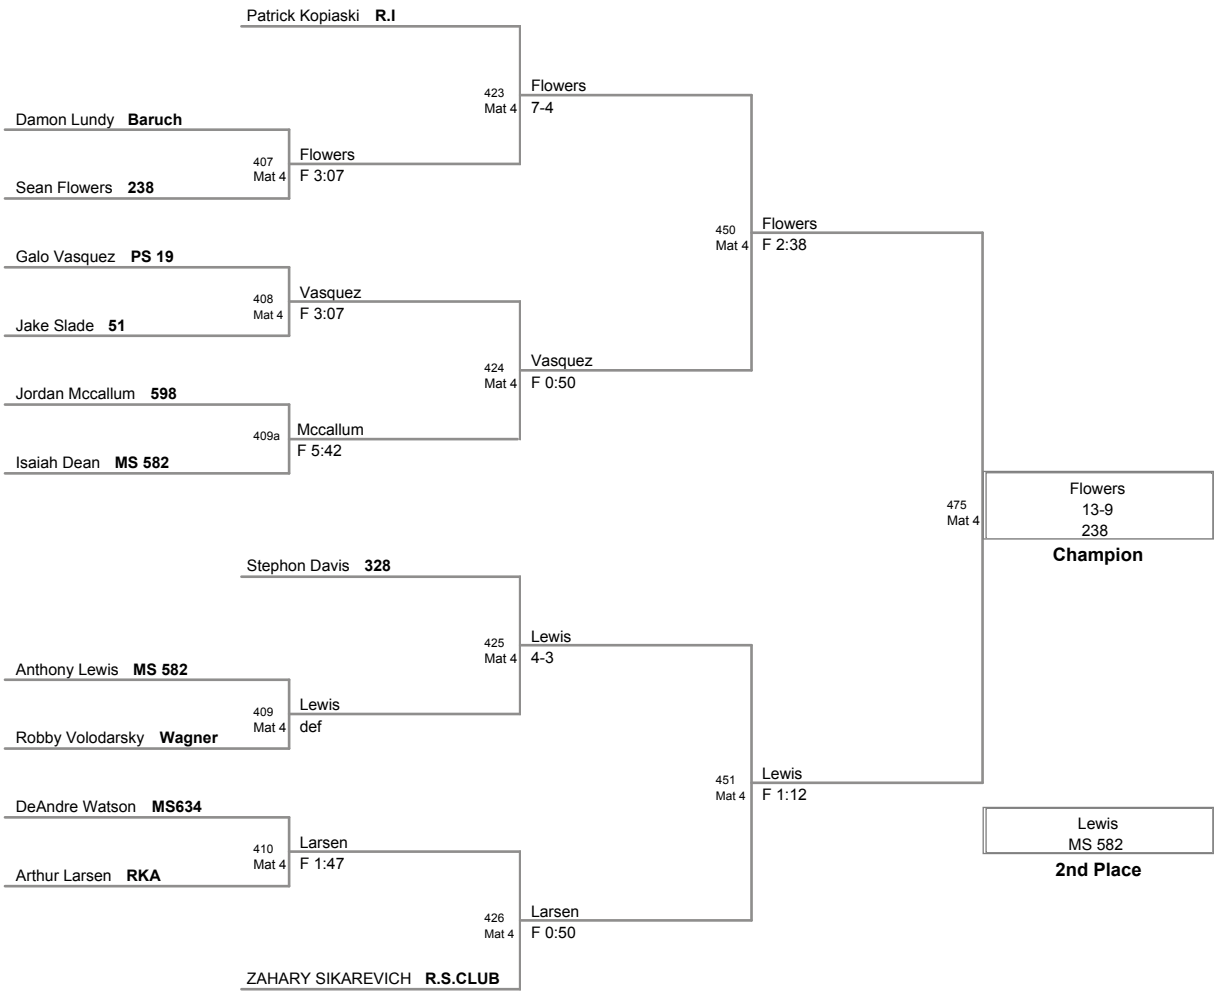 Patrick Kopiaski R.I
423
Mat 4
Flowers
7-4
Damon Lundy Baruch
407
Mat 4
Flowers
F 3:07
Sean Flowers 238
450
Mat 4
Flowers
F 2:38
Galo Vasquez PS 19
408
Mat 4
Vasquez
F 3:07
Jake Slade 51
424
Mat 4
Vasquez
F 0:50
Jordan Mccallum 598
409a
Mccallum
F 5:42
Isaiah Dean MS 582
475
Mat 4
Flowers
13-9
238
Champion
Stephon Davis 328
425
Mat 4
Lewis
4-3
Anthony Lewis MS 582
409
Mat 4
Lewis
def
Robby Volodarsky Wagner
451
Mat 4
Lewis
F 1:12
DeAndre Watson MS634
410
Mat 4
Larsen
F 1:47
Arthur Larsen RKA
Lewis
MS 582
2nd Place
426
Mat 4
Larsen
F 0:50
ZAHARY SIKAREVICH R.S.CLUB